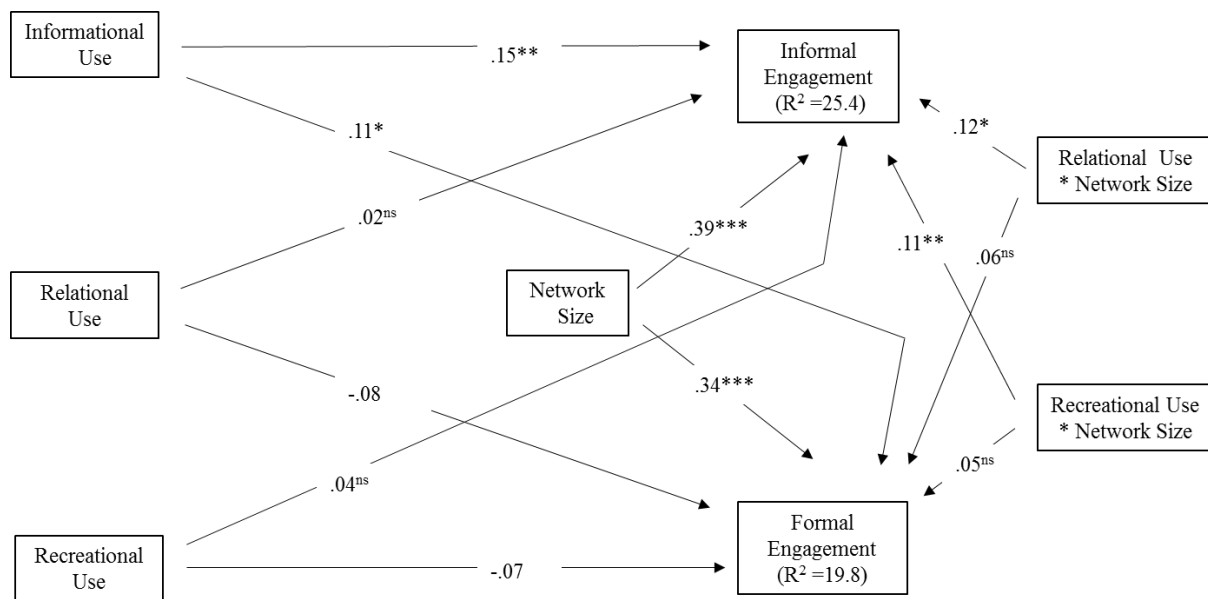 Informational
Use
.15**
Informal
Engagement
(R² =25.4)
.11*
.12*
Relational Use
* Network Size
.02ⁿˢ
.39***
.11**
.06ⁿˢ
Relational
Use
Network
Size
-.08
.34***
Recreational Use
* Network Size
.04ⁿˢ
.05ⁿˢ
Recreational
Use
-.07
Formal
Engagement
(R² =19.8)